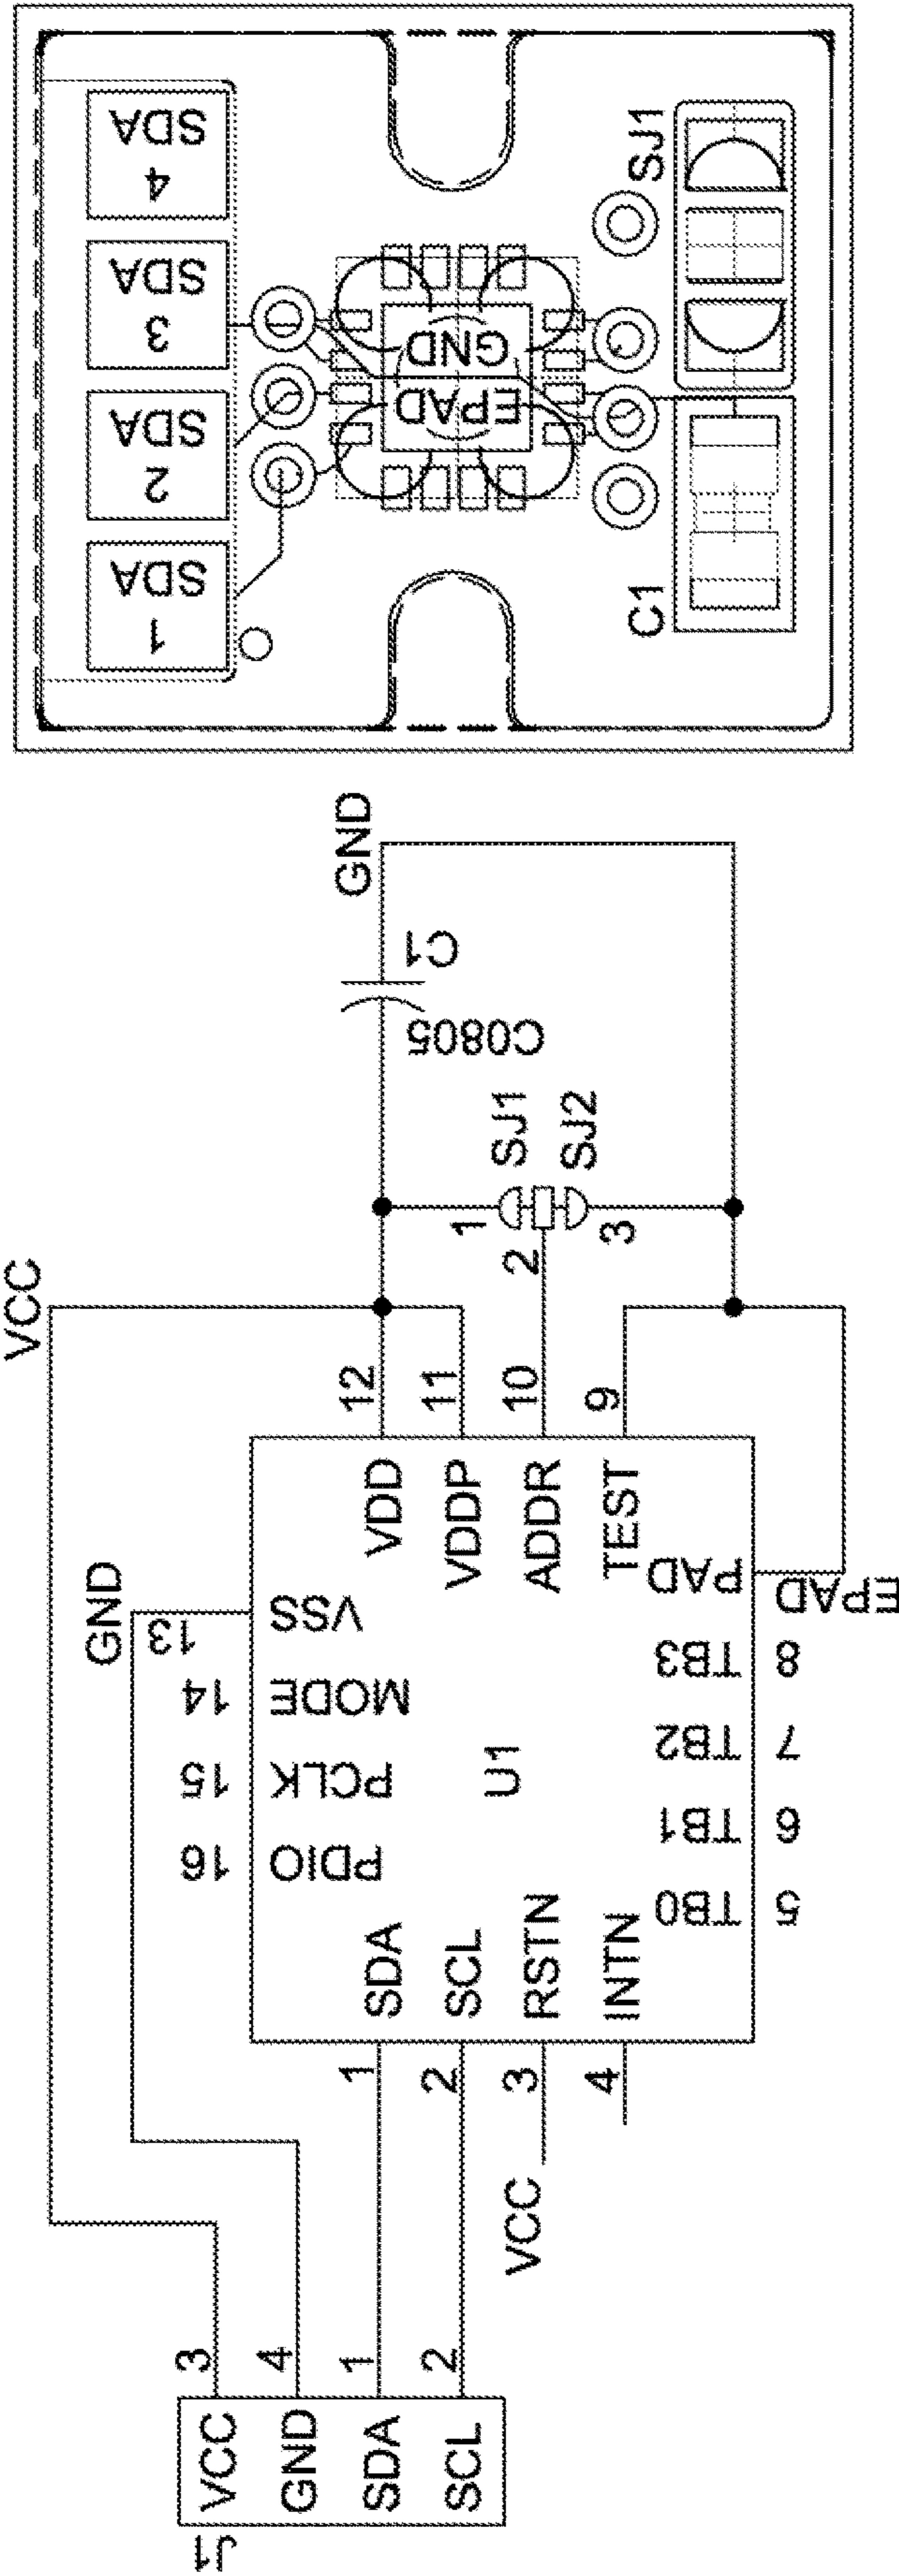 J1
VCC 3
GND 4
SDA 1
SCL 2
VCC
GND
1 SDA
2 SCL
VCC 3 RSTN
4 INTN
16 PDIO
15 PCLK
14 MODE
13 VSS
U1
5 TB0
6 TB1
7 TB2
8 TB3
EPAD PAD
VDD 12
VDDP 11
ADDR 10
TEST 9
1
2
3
SJ1
SJ2
C0805
C1
GND
1 SDA
2 SDA
3 SDA
4 SDA
EPAD
GND
C1
SJ1